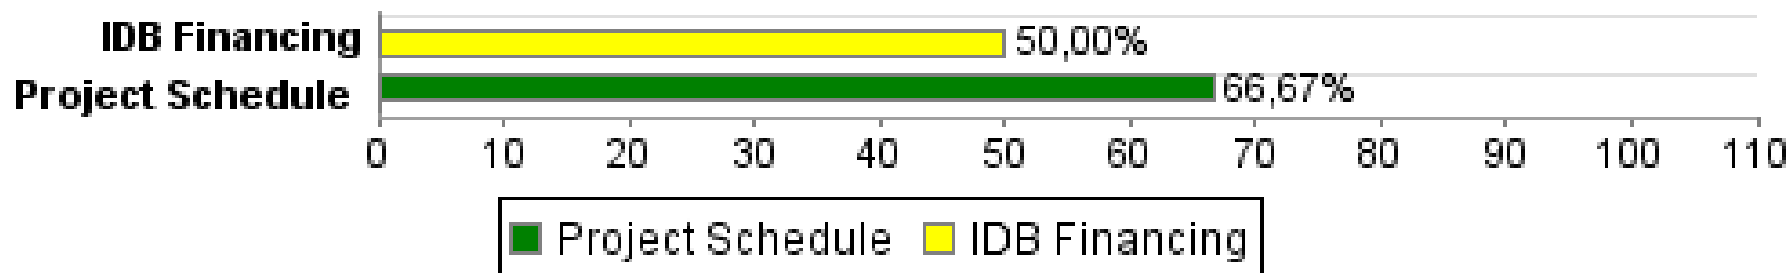 IDB Financing 50,00%
Project Schedule 66,67%
0 10 20 30 40 50 60 70 80 90 100 110
Project Schedule IDB Financing